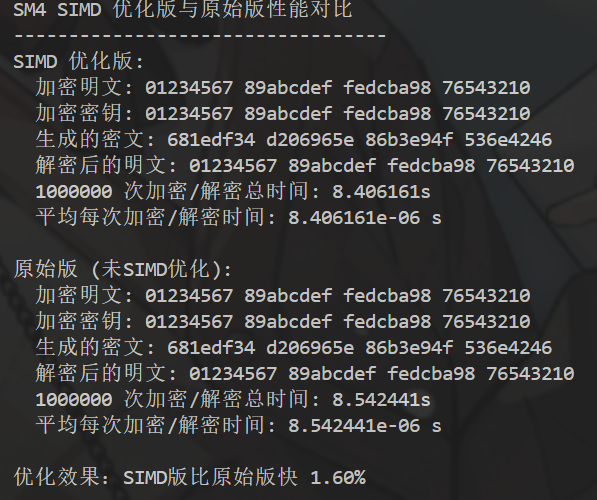 SM4 SIMD 优化版与原始版性能对比
----------------------------------
SIMD 优化版:
加密明文: 01234567 89abcdef fedcba98 76543210
加密密钥: 01234567 89abcdef fedcba98 76543210
生成的密文: 681edf34 d206965e 86b3e94f 536e4246
解密后的明文: 01234567 89abcdef fedcba98 76543210
1000000 次加密/解密总时间: 8.406161s
平均每次加密/解密时间: 8.406161e-06 s
原始版 (未SIMD优化):
加密明文: 01234567 89abcdef fedcba98 76543210
加密密钥: 01234567 89abcdef fedcba98 76543210
生成的密文: 681edf34 d206965e 86b3e94f 536e4246
解密后的明文: 01234567 89abcdef fedcba98 76543210
1000000 次加密/解密总时间: 8.542441s
平均每次加密/解密时间: 8.542441e-06 s
优化效果: SIMD版比原始版快 1.60%